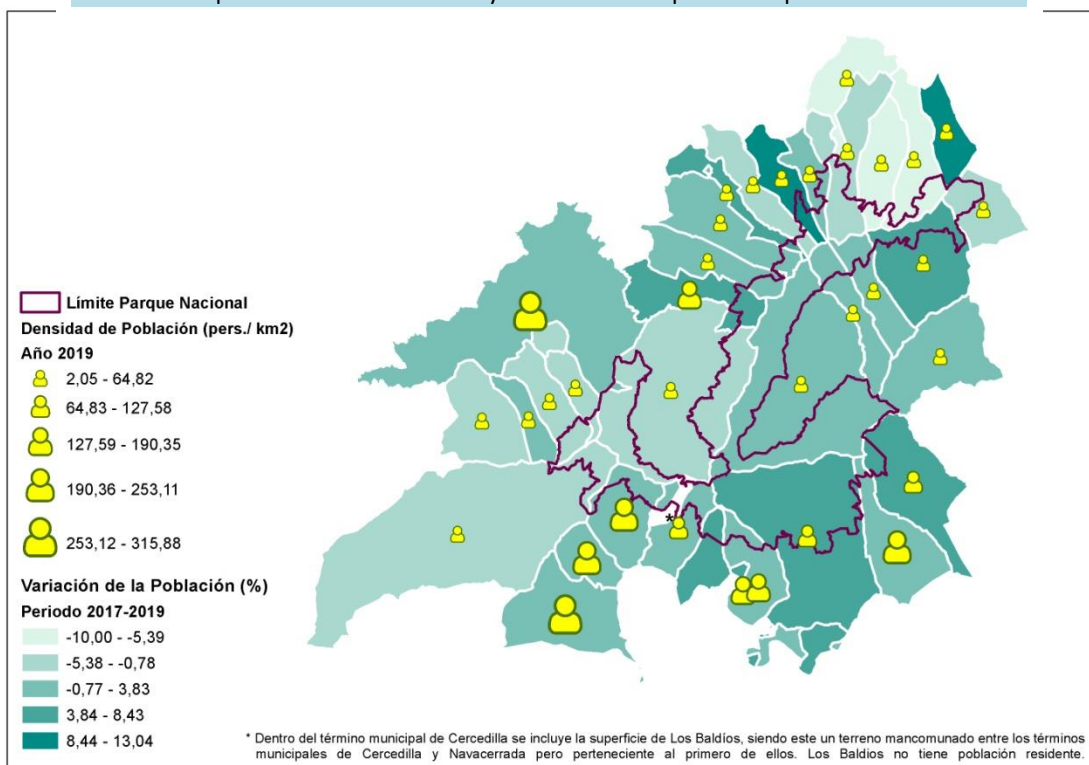 Límite Parque Nacional
Densidad de Población (pers./ km2)
Año 2019
2,05 - 64,82
64,83 - 127,58
127,59 - 190,35
190,36 - 253,11
253,12 - 315,88
Variación de la Población (%)
Periodo 2017-2019
-10,00 - -5,39
-5,38 - -0,78
-0,77 - 3,83
3,84 - 8,43
8,44 - 13,04
*
* Dentro del término municipal de Cercedilla se incluye la superficie de Los Baldíos, siendo este un terreno mancomunado entre los términos
municipales de Cercedilla y Navacerrada pero perteneciente al primero de ellos. Los Baldios no tiene población residente.